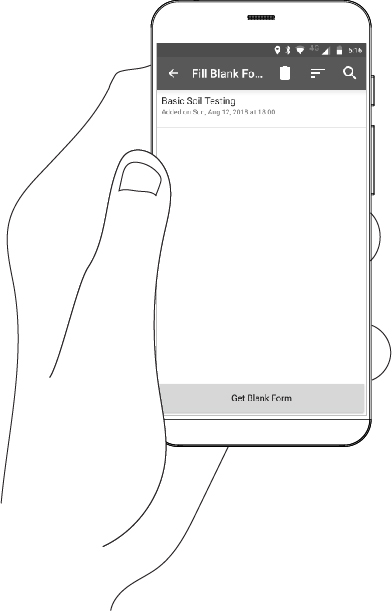 4G 5:16
Fill Blank Fo...
Basic Soil Testing
Added on Sun, Aug 12, 2018 at 18:00
Get Blank Form